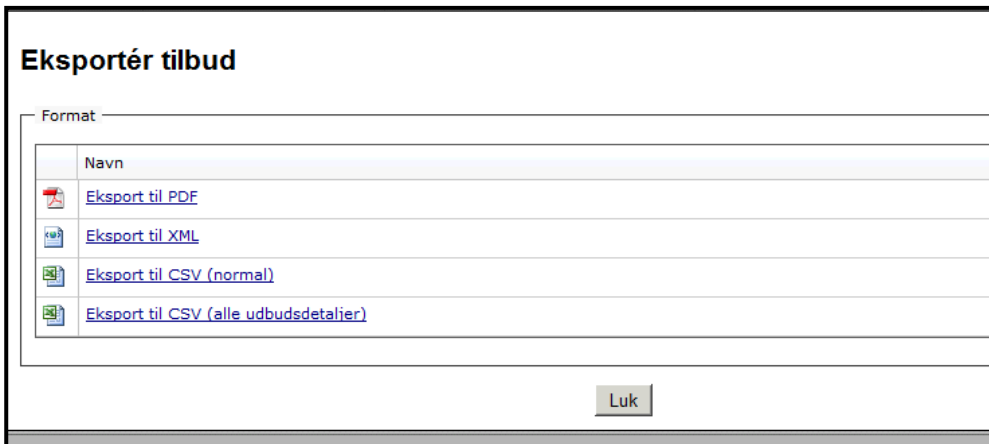 Eksportér tilbud
Format
Navn
Eksport til PDF
Eksport til XML
Eksport til CSV (normal)
Eksport til CSV (alle udbudsdetaljer)
Luk